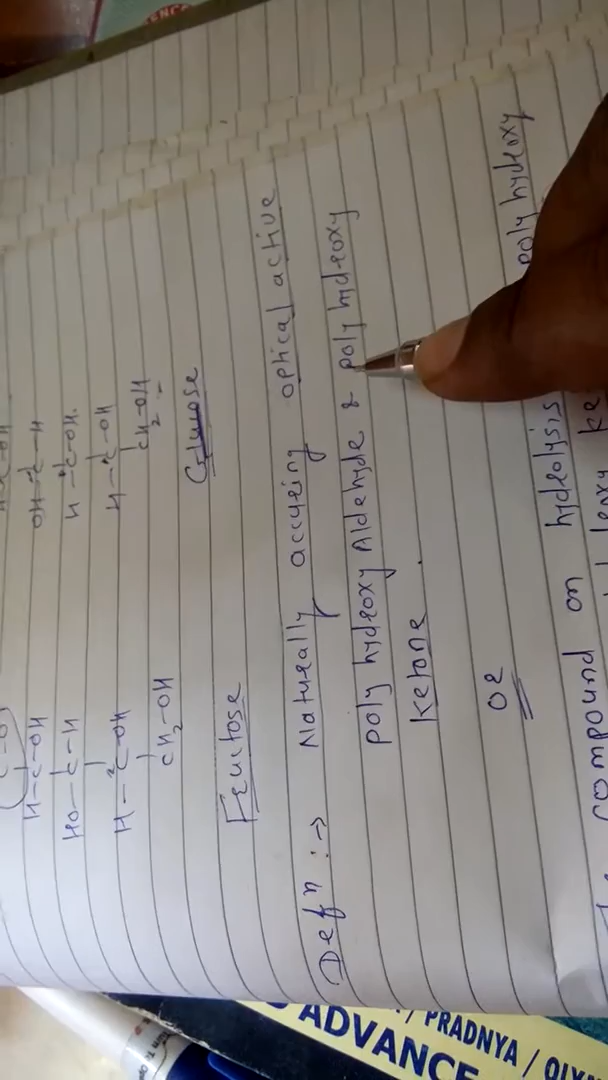 H-C-OH
HO-C-H
H-C-OH
CH2-OH
Fructose
OH-C-H
H-C-OH.
H-C-OH
CH2-OH
Glucose
Defn :-> Naturally accuring optical active
poly hydroxy Aldehyde & poly hydroxy
ketone.
OR
compound on hydrolysis poly hydroxy
ADVANCE
/ PRADNYA /